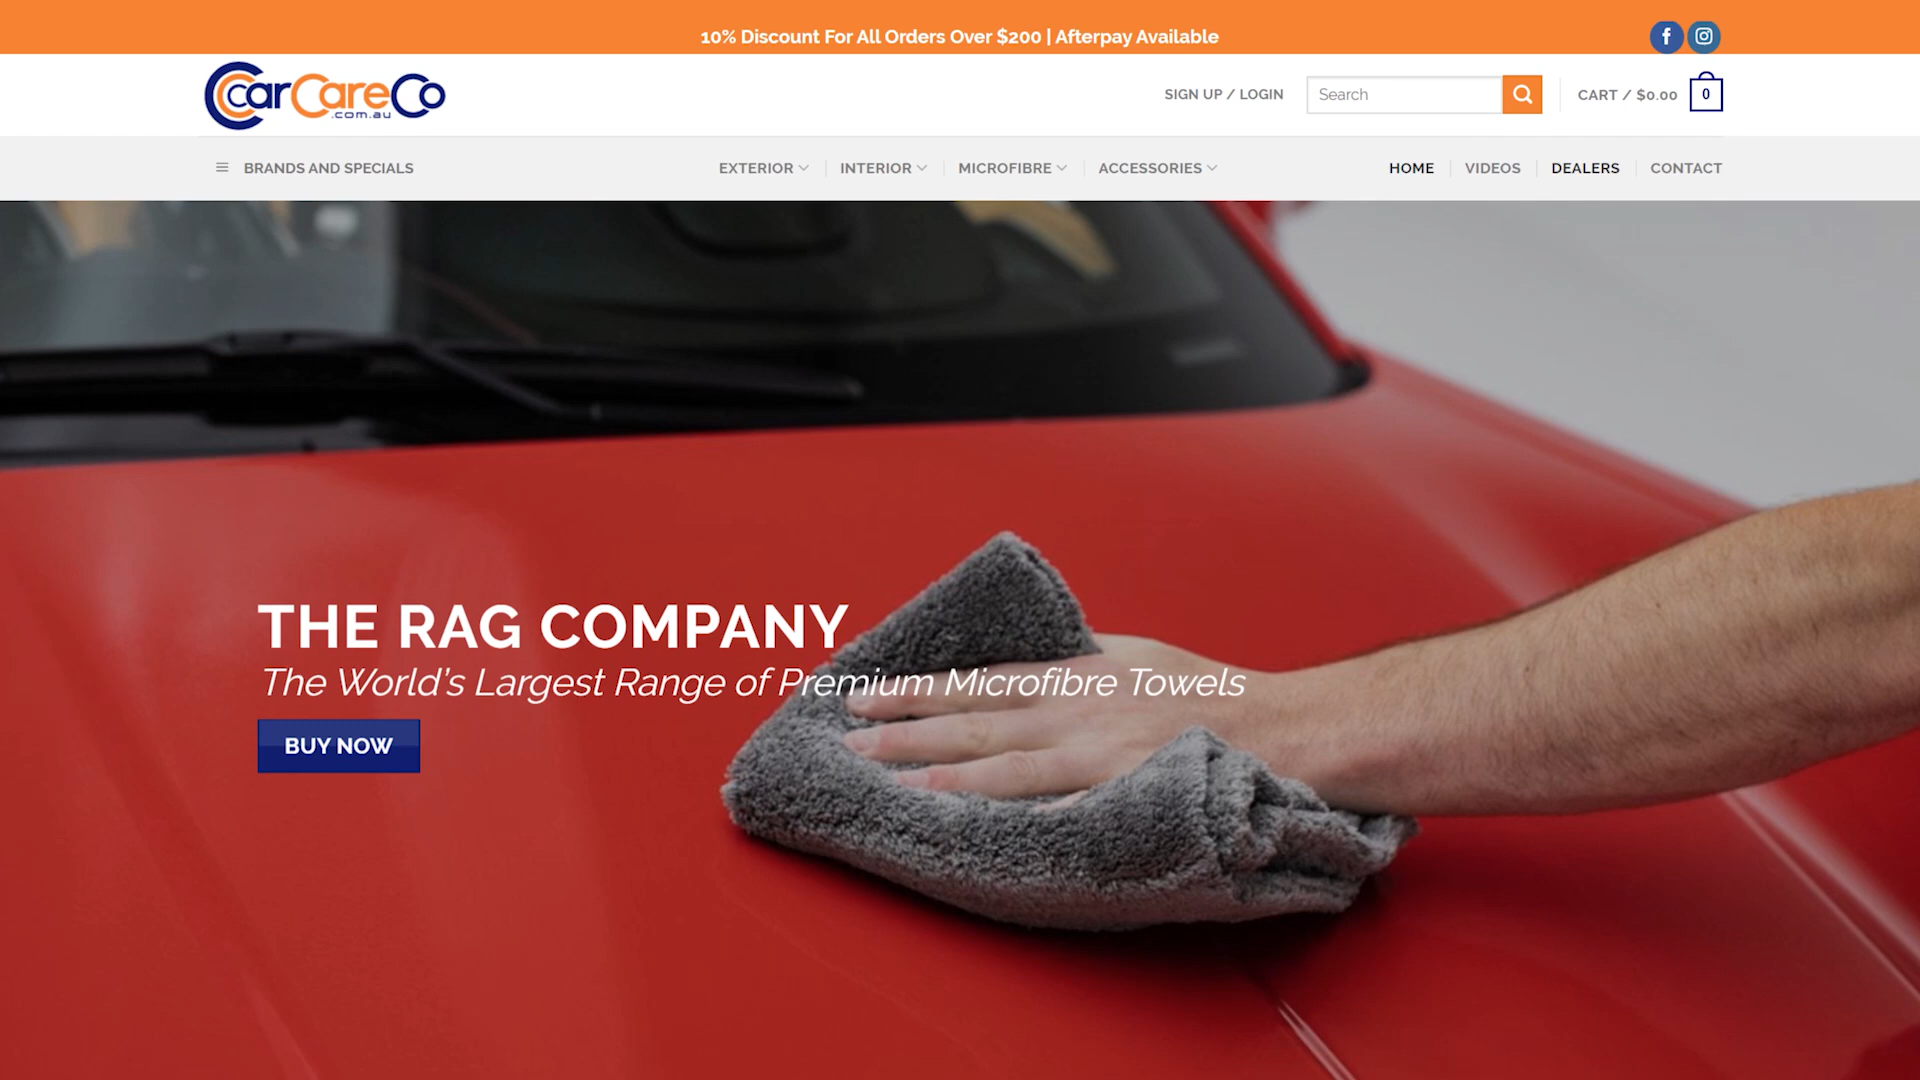 10% Discount For All Orders Over $200 | Afterpay Available
CarCareCo
.com.au
SIGN UP / LOGIN
Search
CART / $0.00
0
BRANDS AND SPECIALS
EXTERIOR
INTERIOR
MICROFIBRE
ACCESSORIES
HOME
VIDEOS
DEALERS
CONTACT
THE RAG COMPANY
The World's Largest Range of Premium Microfibre Towels
BUY NOW